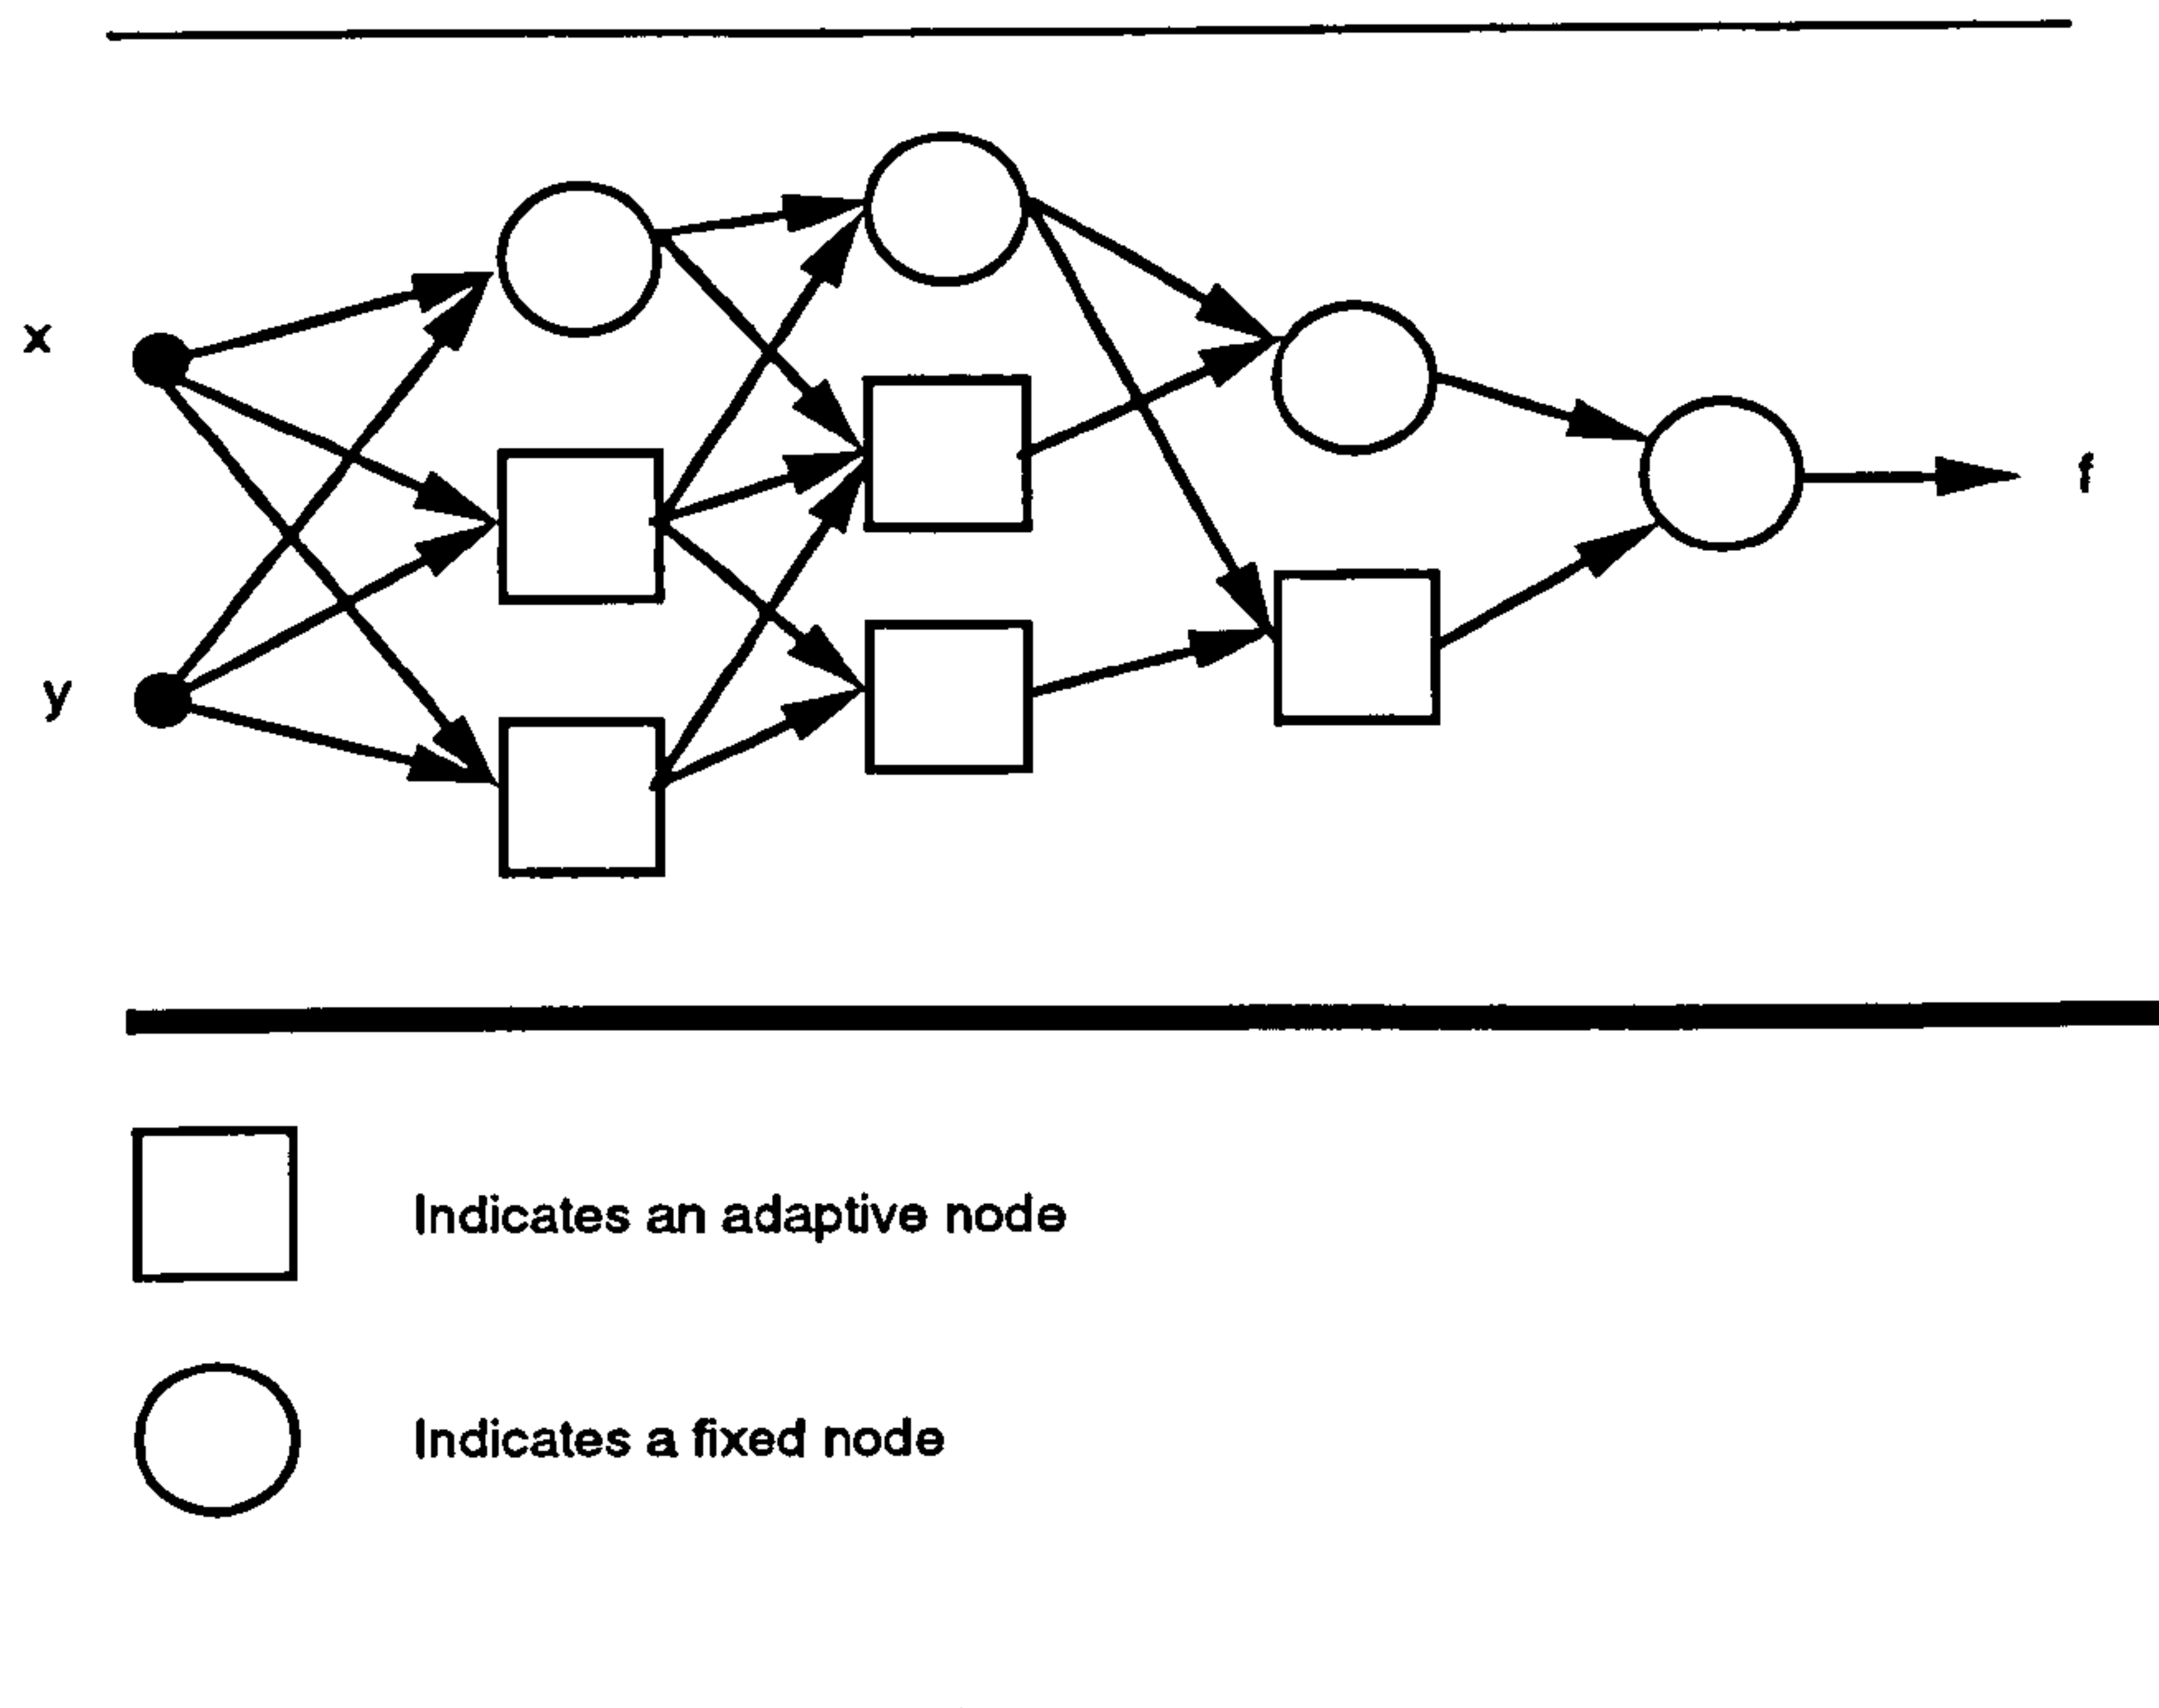 x
y
f
Indicates an adaptive node
Indicates a fixed node